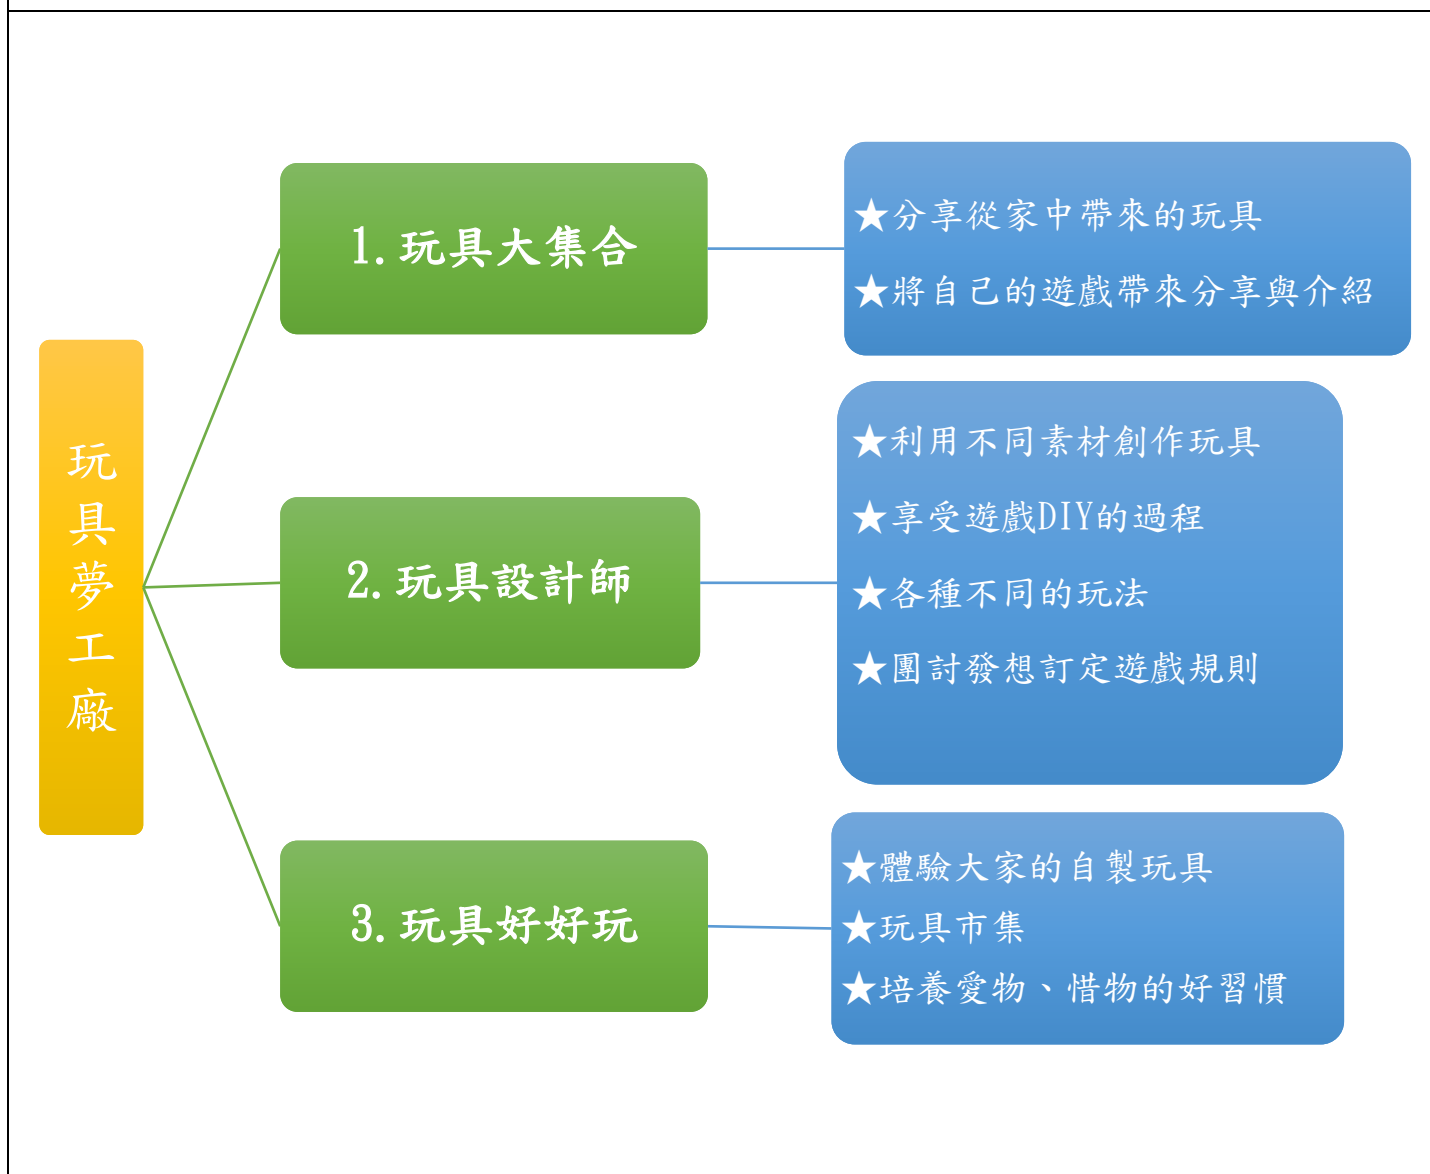 玩具夢工廠
1.玩具大集合
★分享從家中帶來的玩具
★將自己的遊戲帶來分享與介紹
2.玩具設計師
★利用不同素材創作玩具
★享受遊戲DIY的過程
★各種不同的玩法
★團討發想訂定遊戲規則
3.玩具好好玩
★體驗大家的自製玩具
★玩具市集
★培養愛物、惜物的好習慣